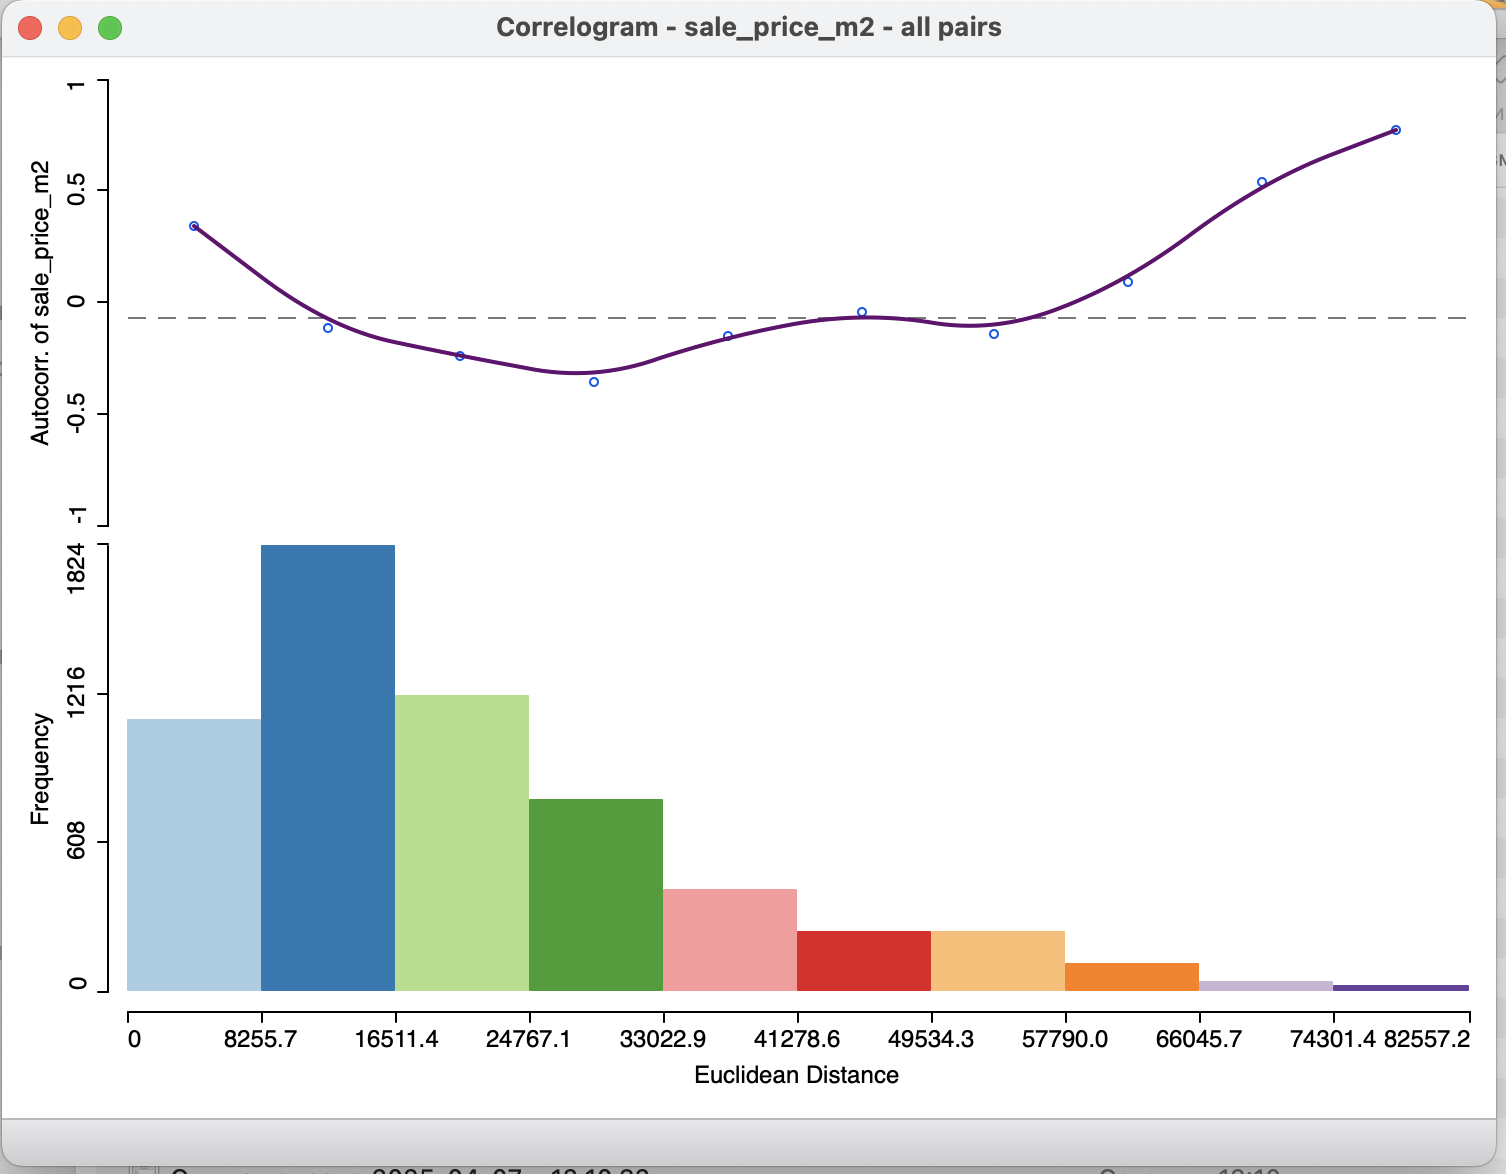 Correlogram - sale_price_m2 - all pairs
1
0.5
0
-0.5
-1
Autocorr. of sale_price_m2
1824
1216
608
0
Frequency
0 8255.7 16511.4 24767.1 33022.9 41278.6 49534.3 57790.0 66045.7 74301.4 82557.2
Euclidean Distance